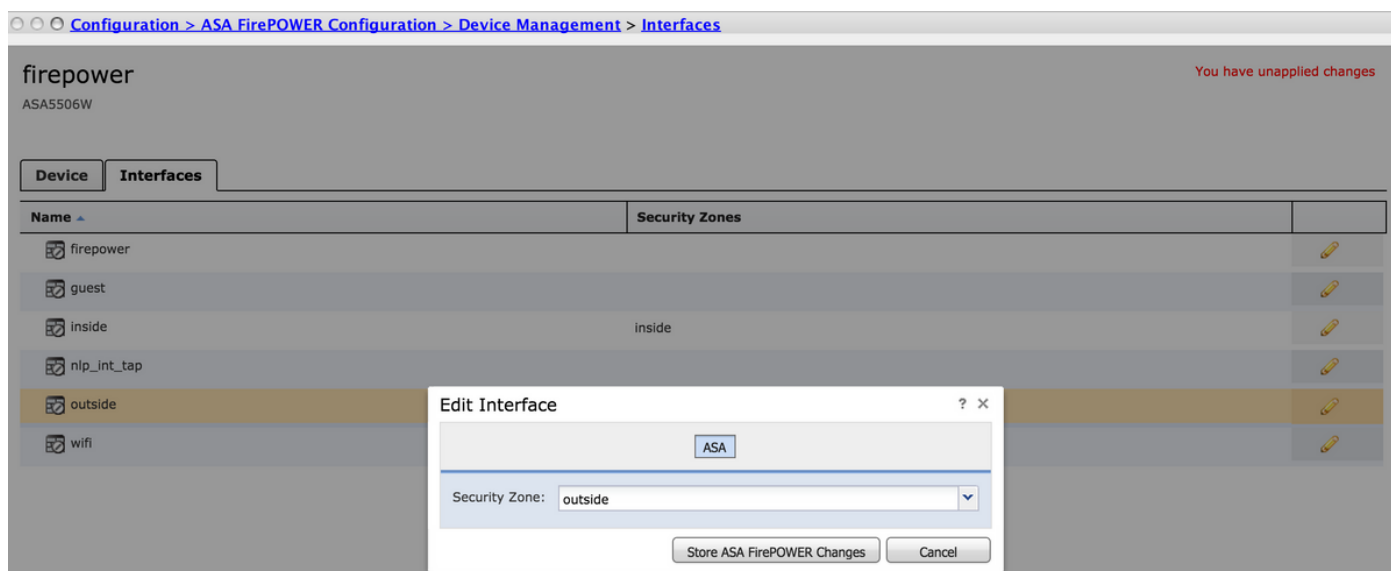 Configuration > ASA FirePOWER Configuration > Device Management > Interfaces
firepower
You have unapplied changes
ASA5506W
Device Interfaces
Name Security Zones
firepower
guest
inside inside
nlp_int_tap
outside
wifi
Edit Interface ? ×
ASA
Security Zone: outside
Store ASA FirePOWER Changes Cancel